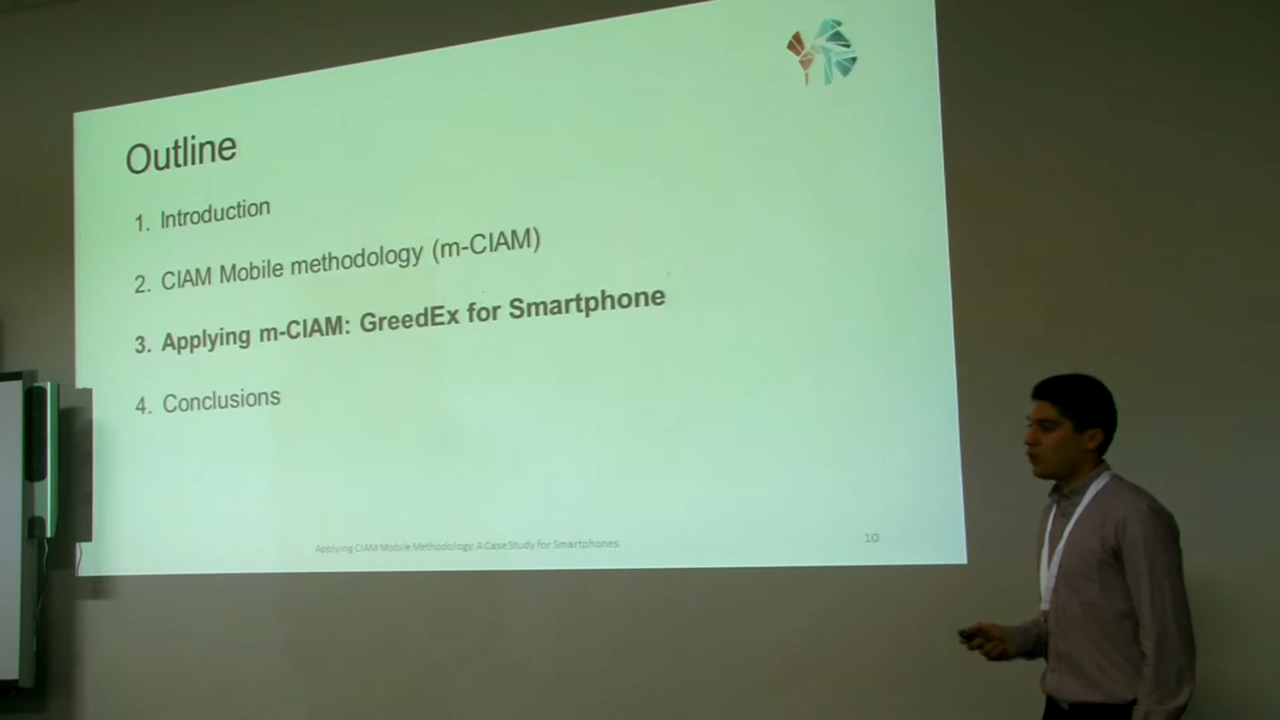 Outline
1. Introduction
2. CIAM Mobile methodology (m-CIAM)
3. Applying m-CIAM: GreedEx for Smartphone
4. Conclusions
Applying CIAM Mobile Methodology: A Case Study for Smartphones
10